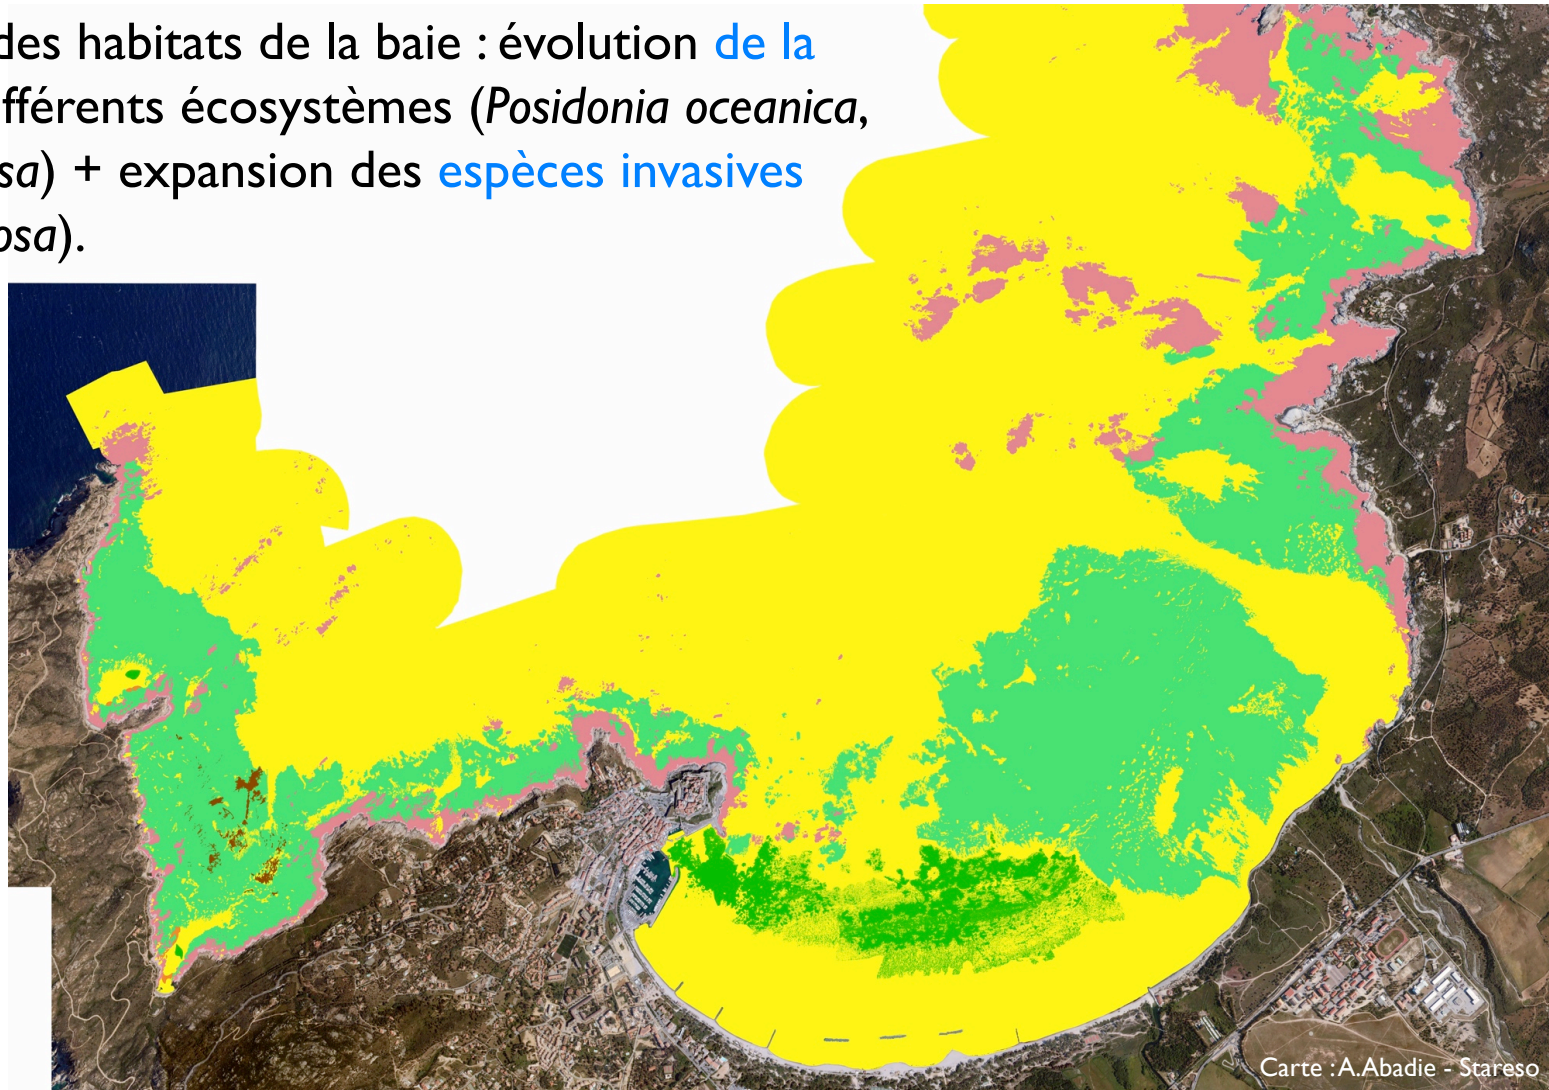 des habitats de la baie : évolution de la
fférents écosystèmes (Posidonia oceanica,
sa) + expansion des espèces invasives
osa).
Carte : A.Abadie - Stareso